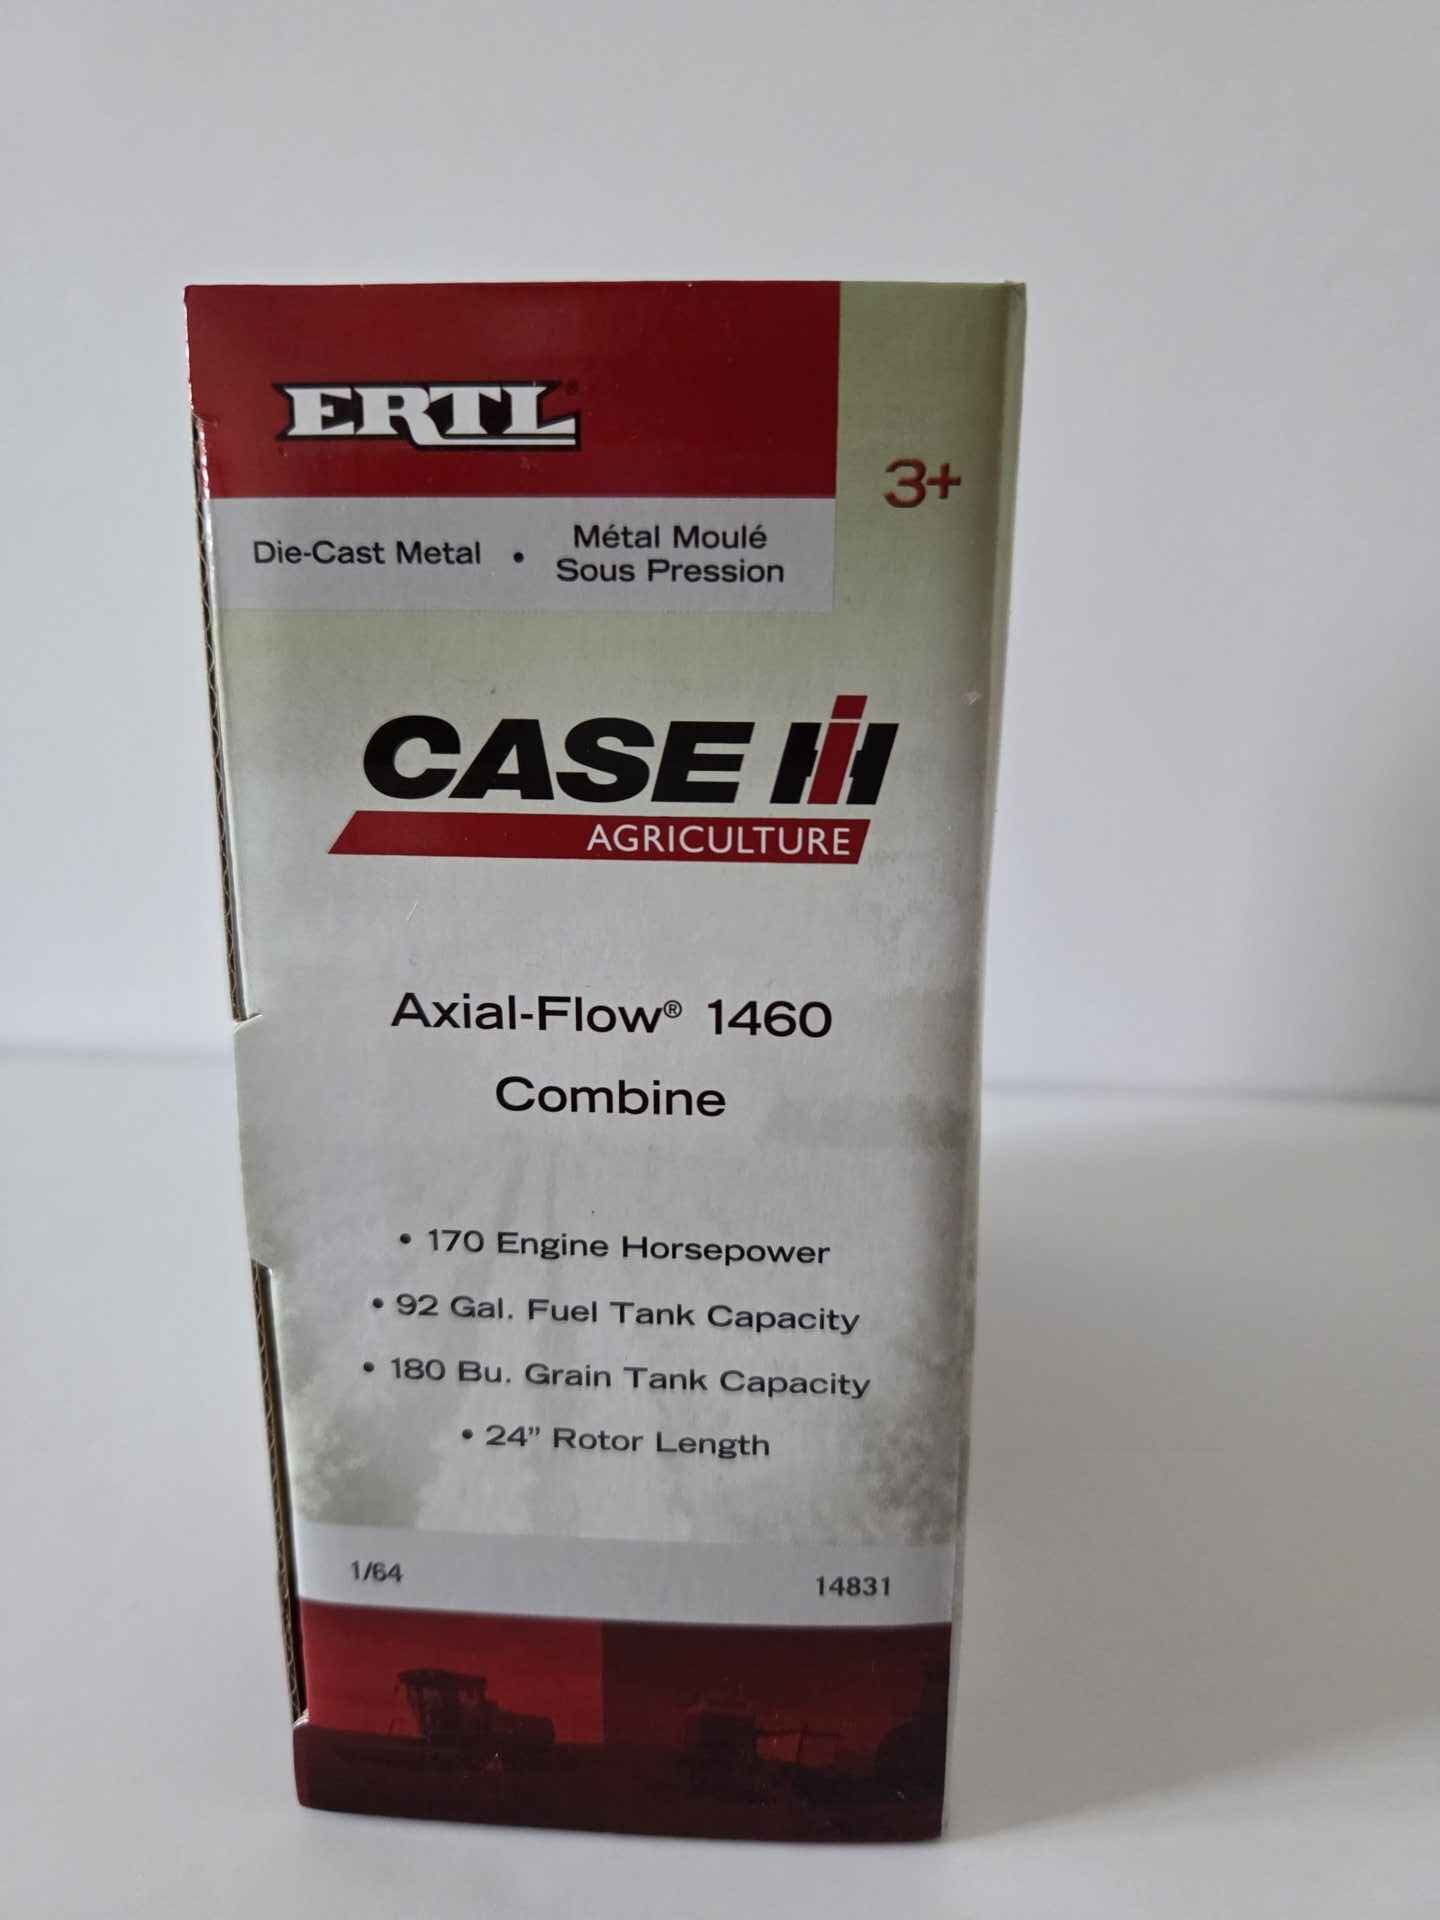 ERTL®
3+
Die-Cast Metal • Métal Moulé
Sous Pression
CASE IH
AGRICULTURE
Axial-Flow® 1460
Combine
• 170 Engine Horsepower
• 92 Gal. Fuel Tank Capacity
• 180 Bu. Grain Tank Capacity
• 24” Rotor Length
1/64 14831